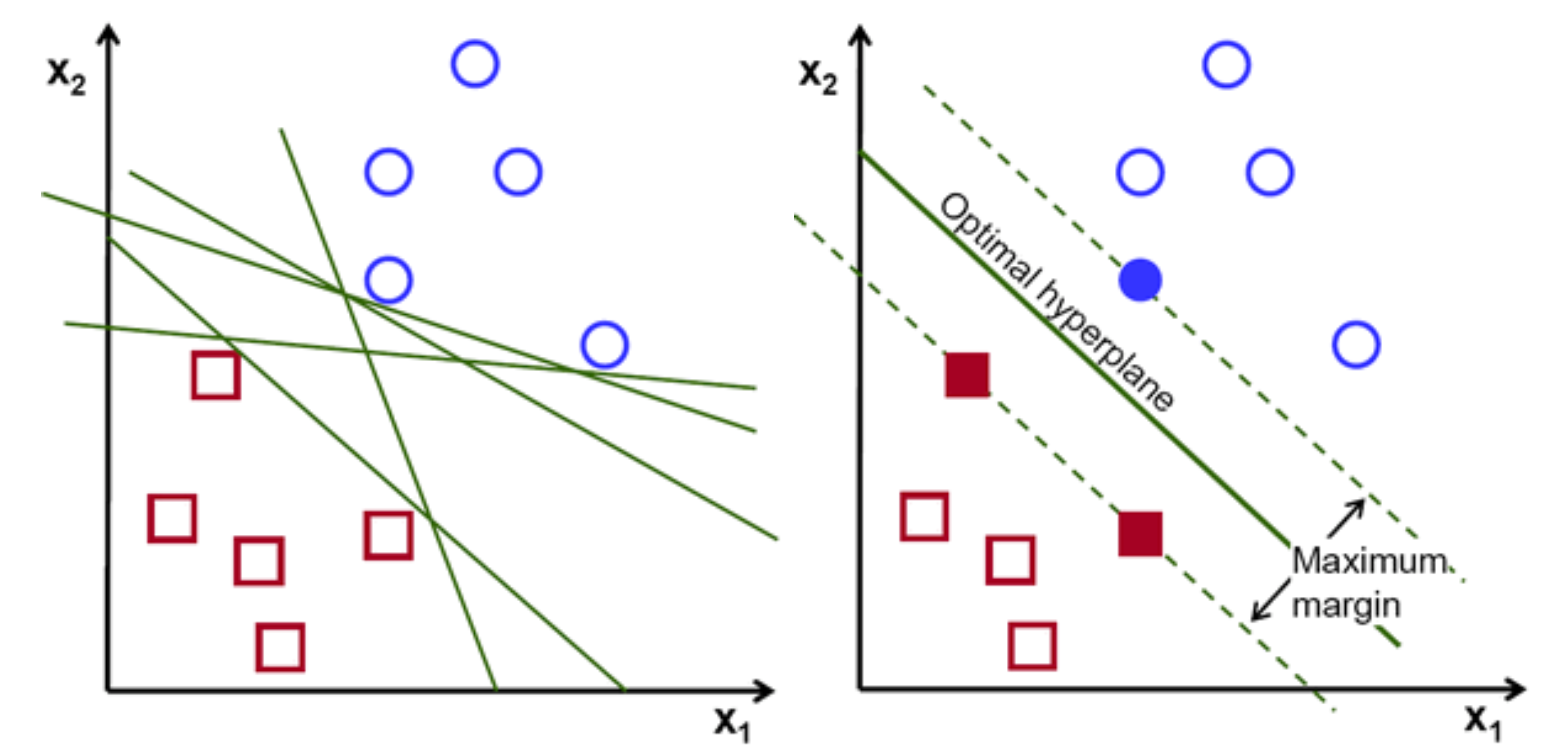 x₂
x₁
x₂
Optimal hyperplane
Maximum
margin
x₁